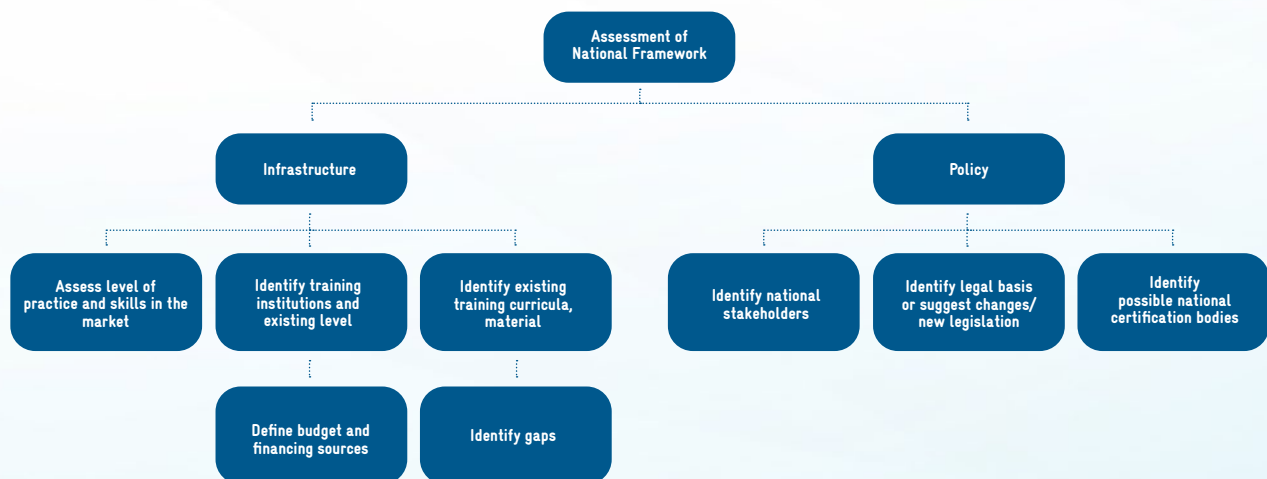 Assessment of
National Framework
Infrastructure
Policy
Assess level of
practice and skills in the
market
Identify training
institutions and
existing level
Identify existing
training curricula,
material
Identify national
stakeholders
Identify legal basis
or suggest changes/
new legislation
Identify
possible national
certification bodies
Define budget and
financing sources
Identify gaps